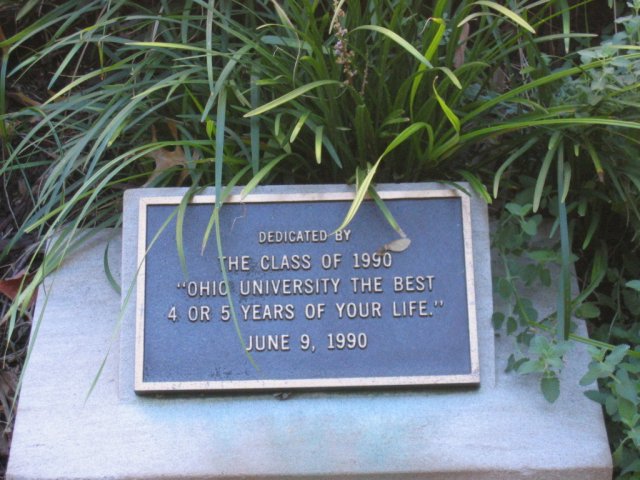 DEDICATED BY
THE CLASS OF 1990
"OHIO UNIVERSITY THE BEST
4 OR 5 YEARS OF YOUR LIFE."
JUNE 9, 1990